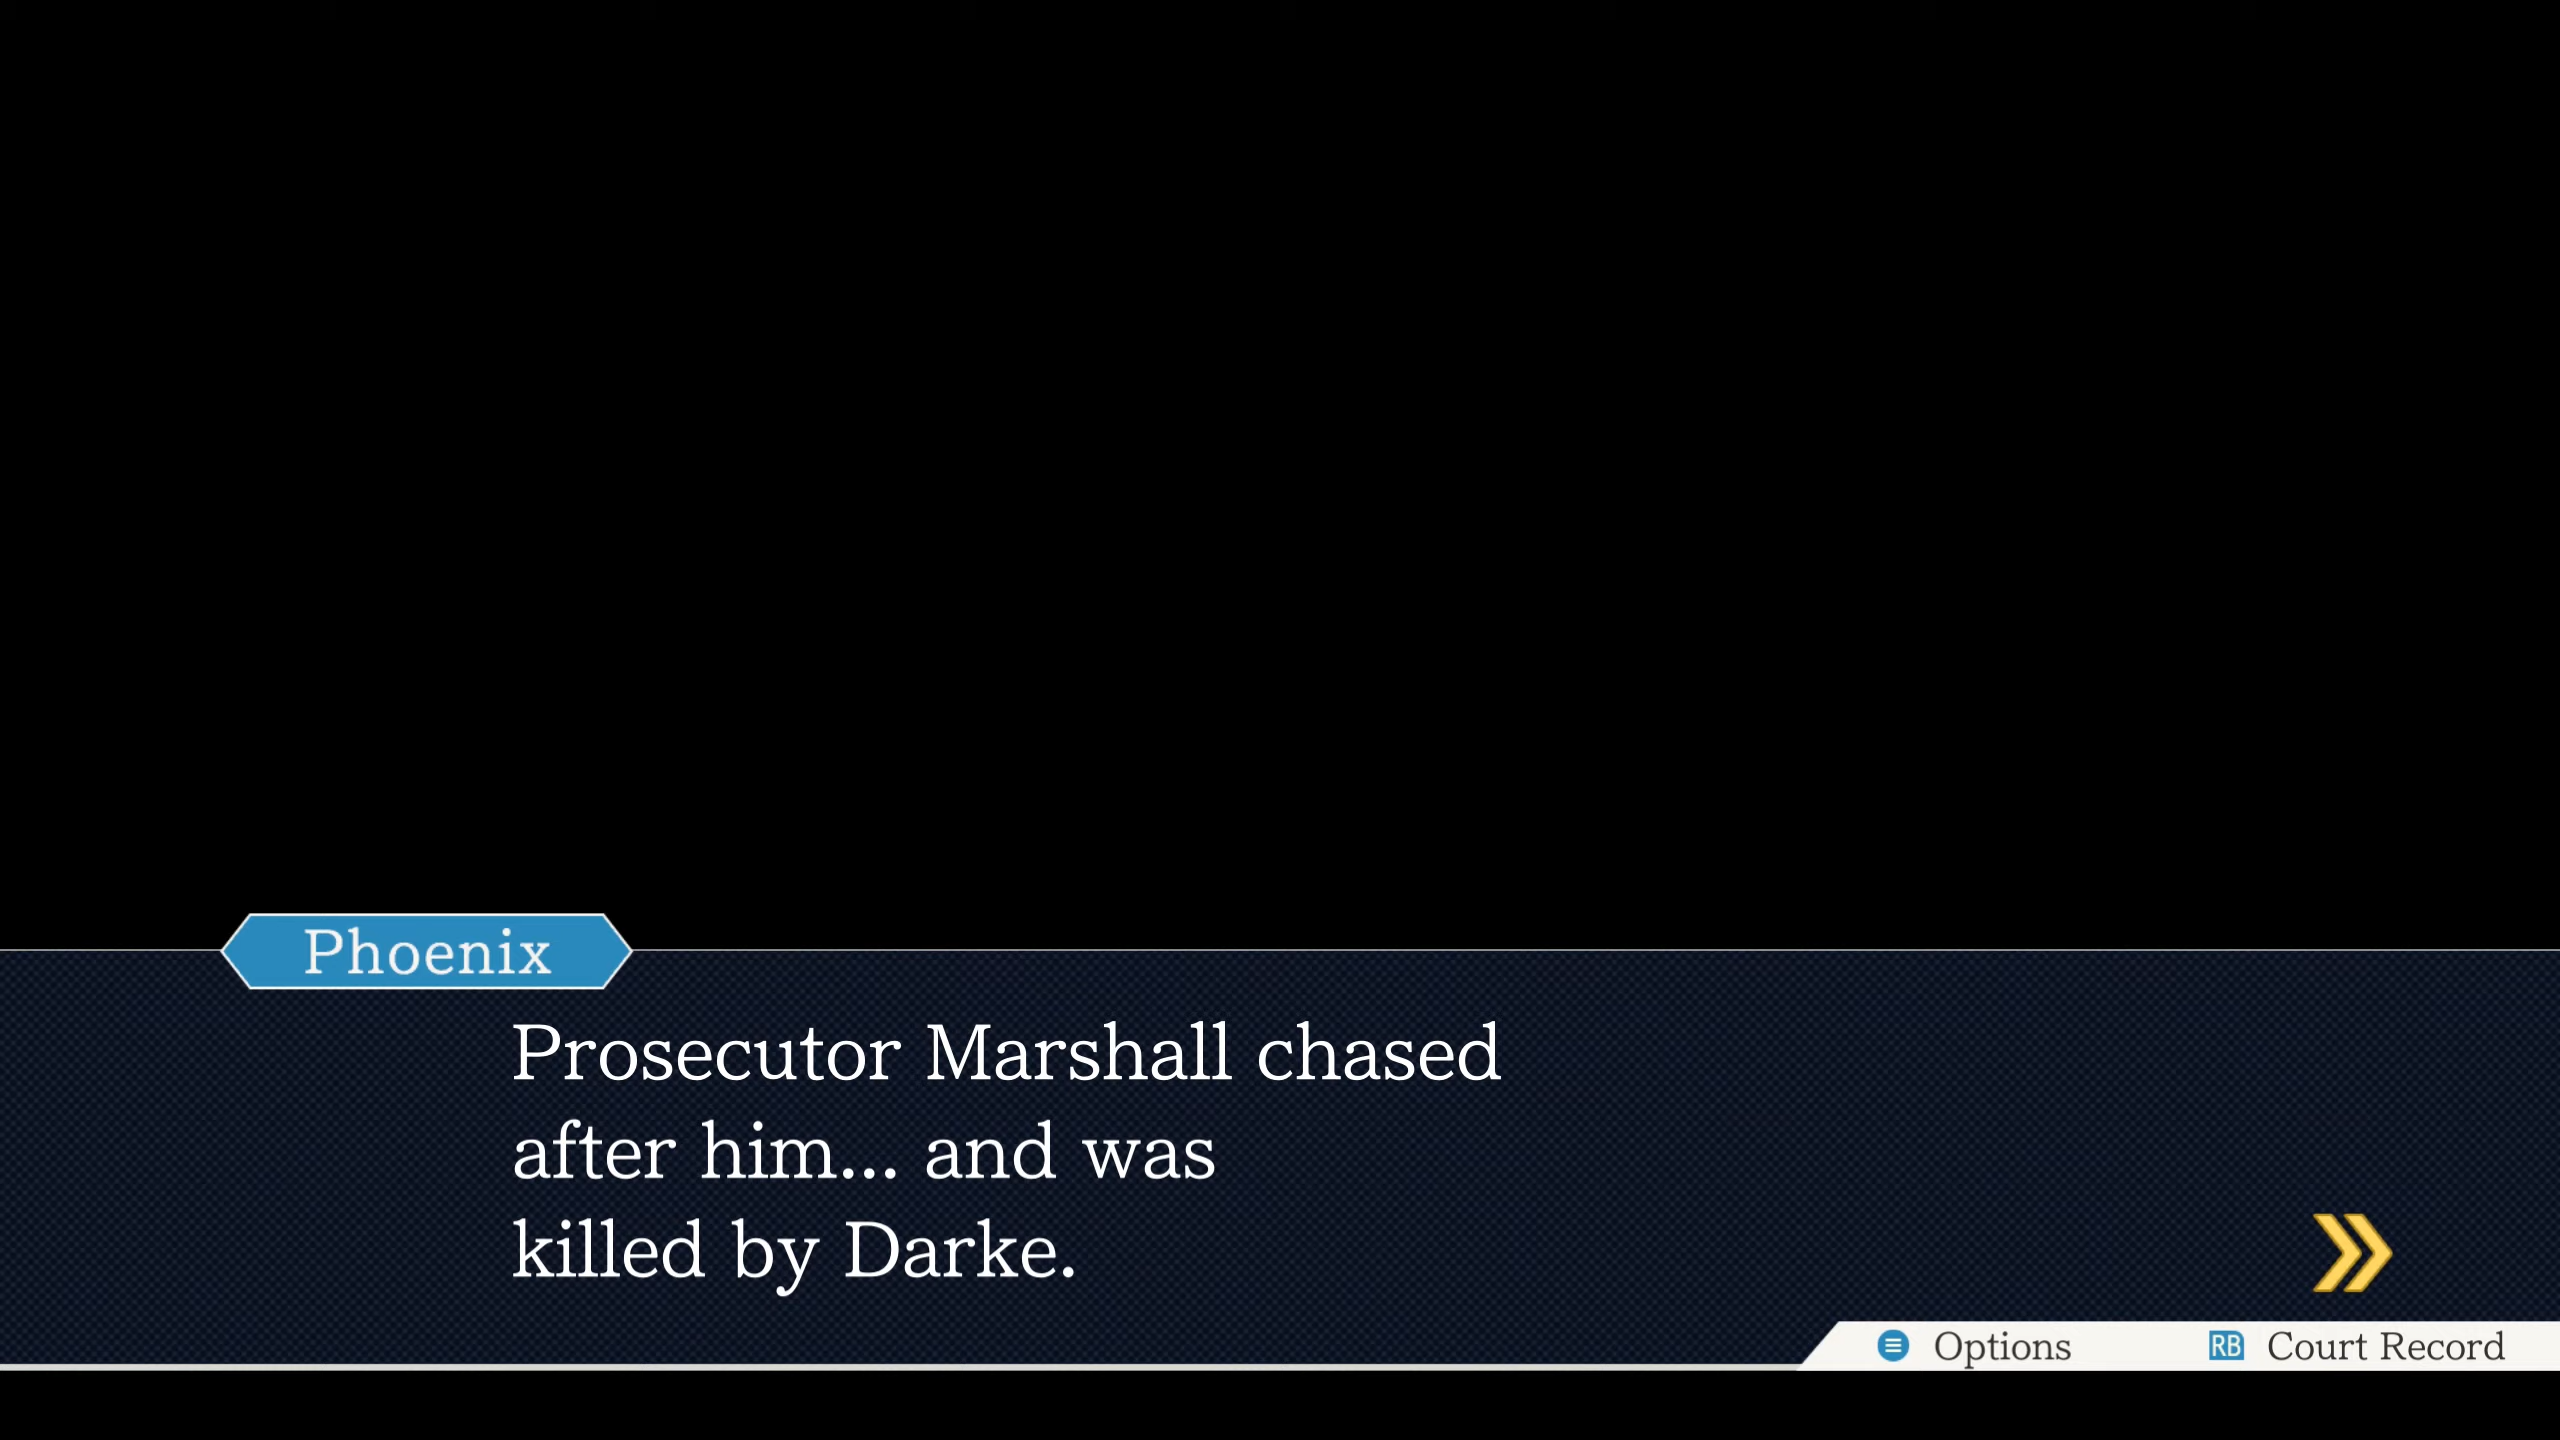 Phoenix
Prosecutor Marshall chased
after him... and was
killed by Darke.
Options
RB Court Record